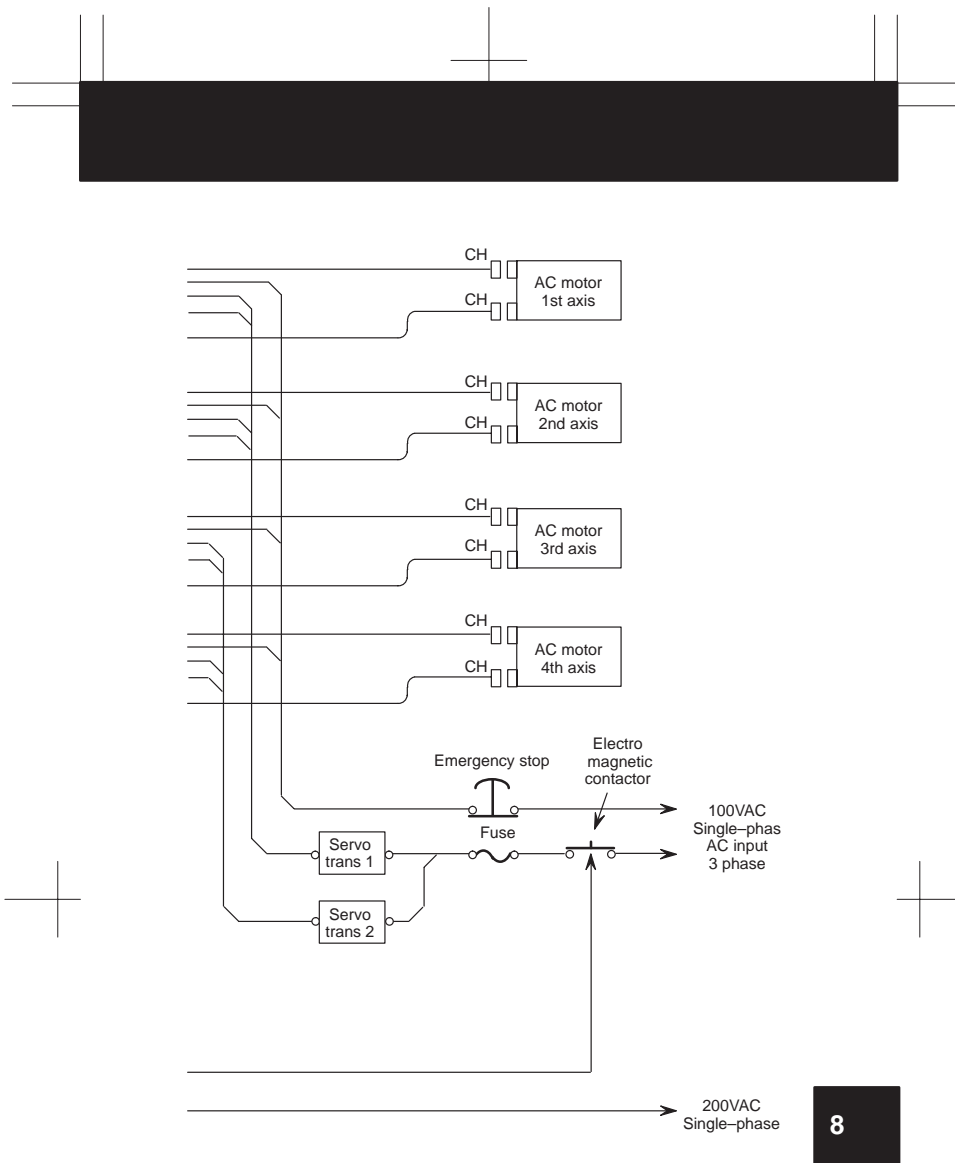 CH
AC motor
1st axis
CH
CH
AC motor
2nd axis
CH
CH
AC motor
3rd axis
CH
CH
AC motor
4th axis
CH
Electro
magnetic
contactor
Emergency stop
100VAC
Single–phas
AC input
3 phase
Fuse
Servo
trans 1
Servo
trans 2
200VAC
Single–phase
8